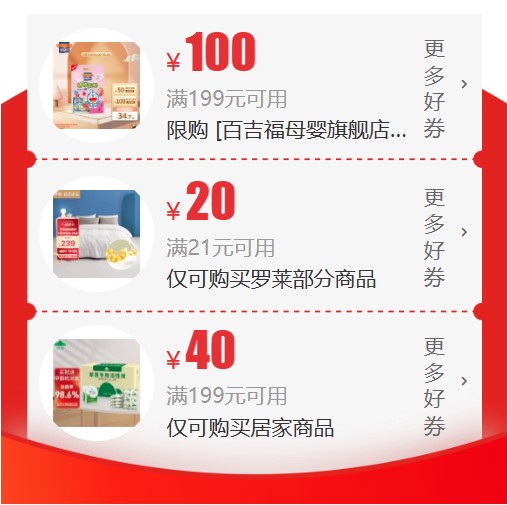 ¥100
满199元可用
限购 [百吉福母婴旗舰店...
更多好券
¥20
满21元可用
仅可购买罗莱部分商品
239
更多好券
¥40
满199元可用
仅可购买居家商品
98.6%
更多好券